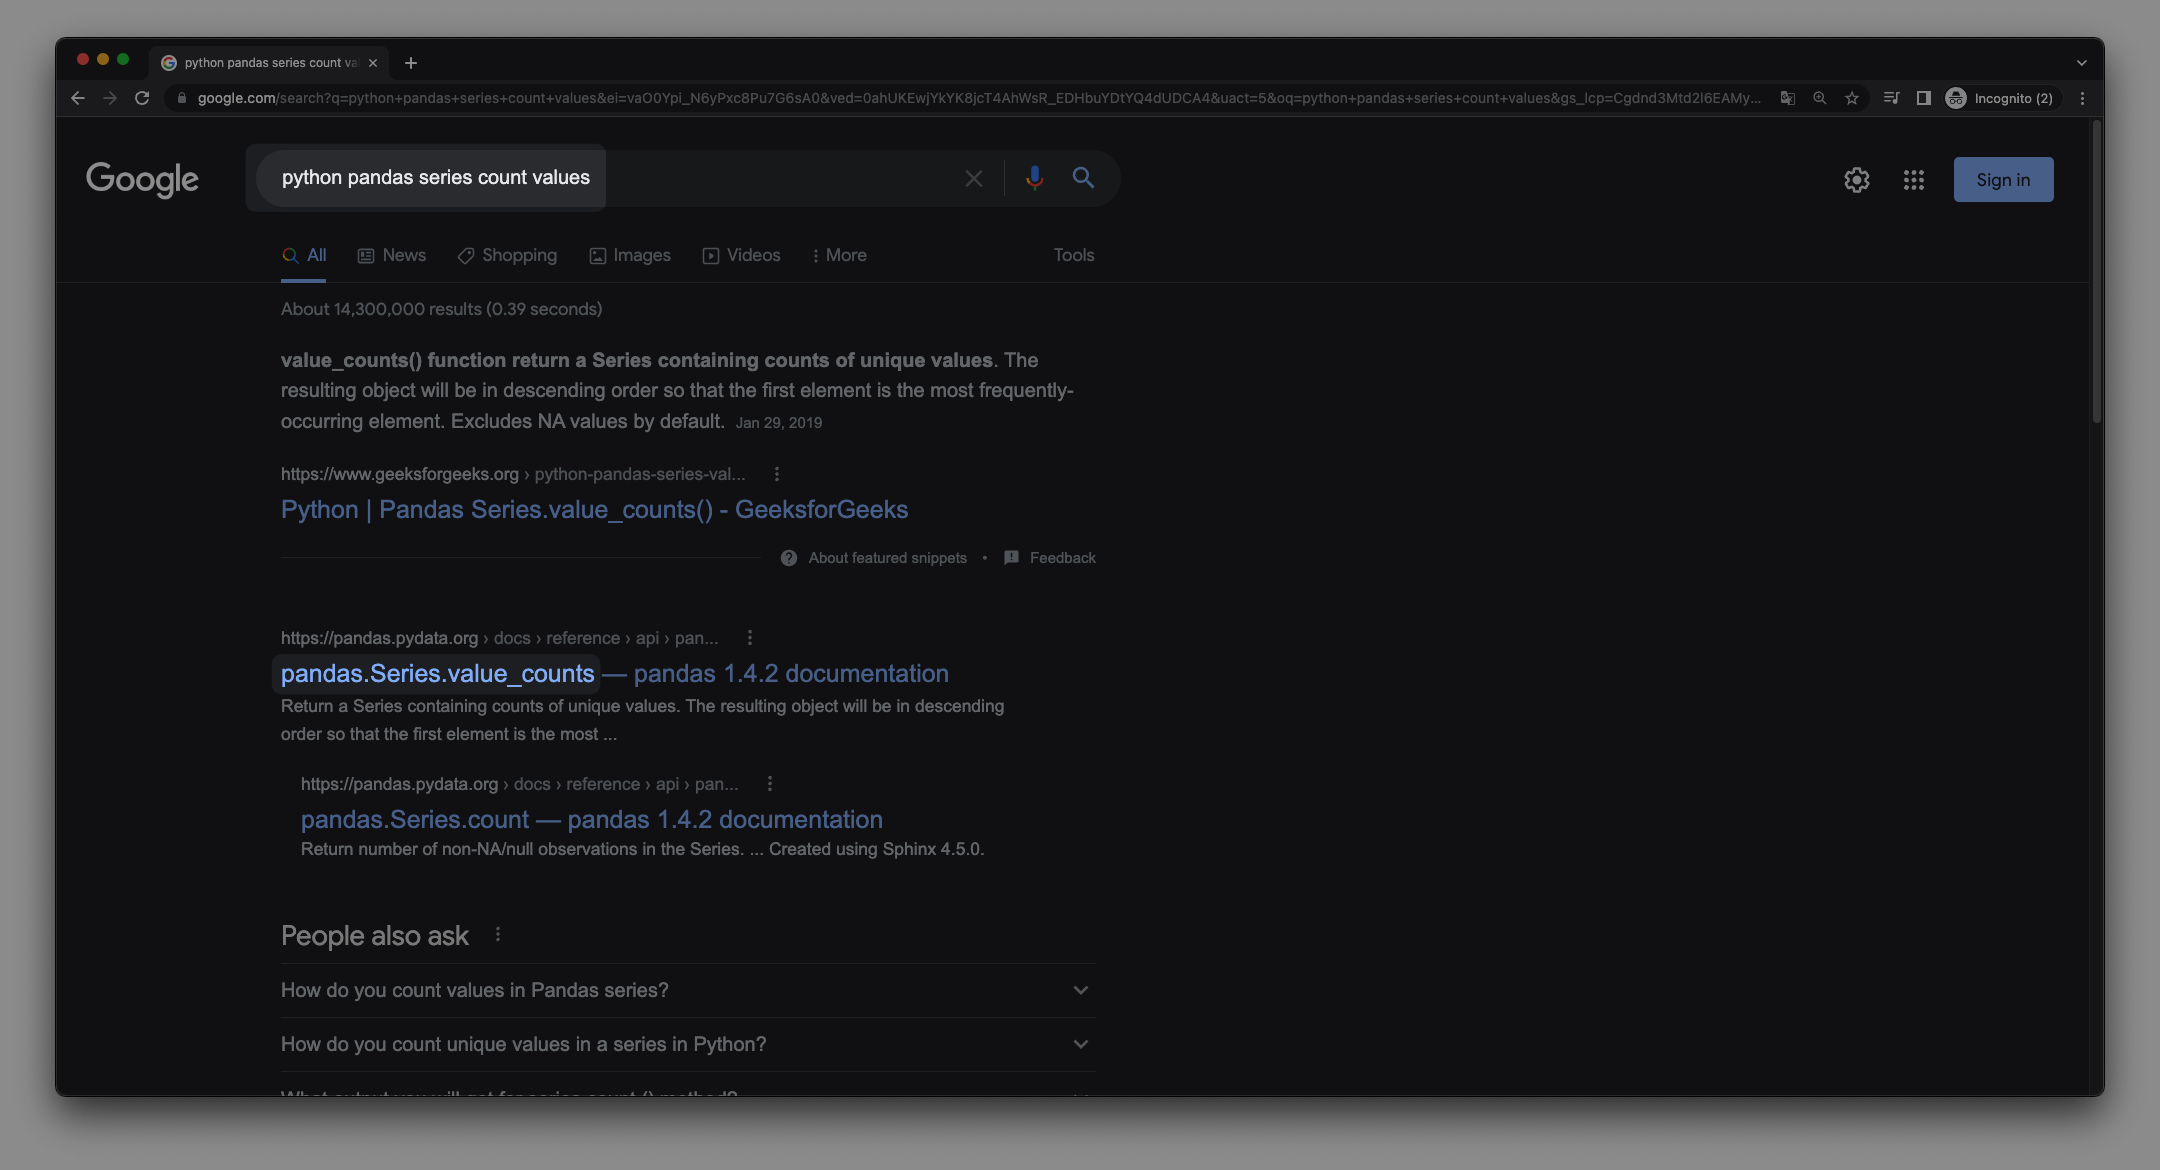 python pandas series count va
google.com/search?q=python+pandas+series+count+values&ei=vaO0Ypi_N6yPxc8Pu7G6sA0&ved=0ahUKEwjYkYK8jcT4AhWsR_EDHbuYDtYQ4dUDCA4&uact=5&oq=python+pandas+series+count+values&gs_lcp=Cgdnd3Mtd2l6EAMy...
Incognito (2)
Google
python pandas series count values
Sign in
All News Shopping Images Videos More Tools
About 14,300,000 results (0.39 seconds)
value_counts() function return a Series containing counts of unique values. The
resulting object will be in descending order so that the first element is the most frequently-
occurring element. Excludes NA values by default. Jan 29, 2019
https://www.geeksforgeeks.org › python-pandas-series-val...
Python | Pandas Series.value_counts() - GeeksforGeeks
About featured snippets • Feedback
https://pandas.pydata.org › docs › reference › api › pan...
pandas.Series.value_counts — pandas 1.4.2 documentation
Return a Series containing counts of unique values. The resulting object will be in descending
order so that the first element is the most ...
https://pandas.pydata.org › docs › reference › api › pan...
pandas.Series.count — pandas 1.4.2 documentation
Return number of non-NA/null observations in the Series. ... Created using Sphinx 4.5.0.
People also ask
How do you count values in Pandas series?
How do you count unique values in a series in Python?
What output you will get for series count () method?